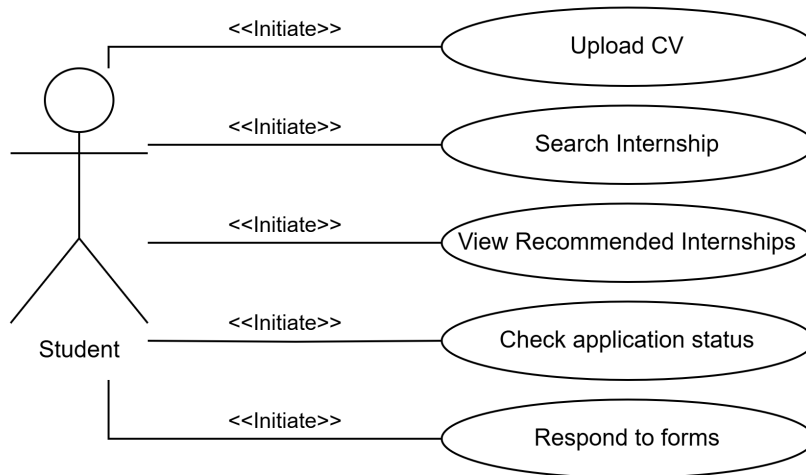 <<Initiate>>
Upload CV
<<Initiate>>
Search Internship
<<Initiate>>
View Recommended Internships
<<Initiate>>
Check application status
Student
<<Initiate>>
Respond to forms